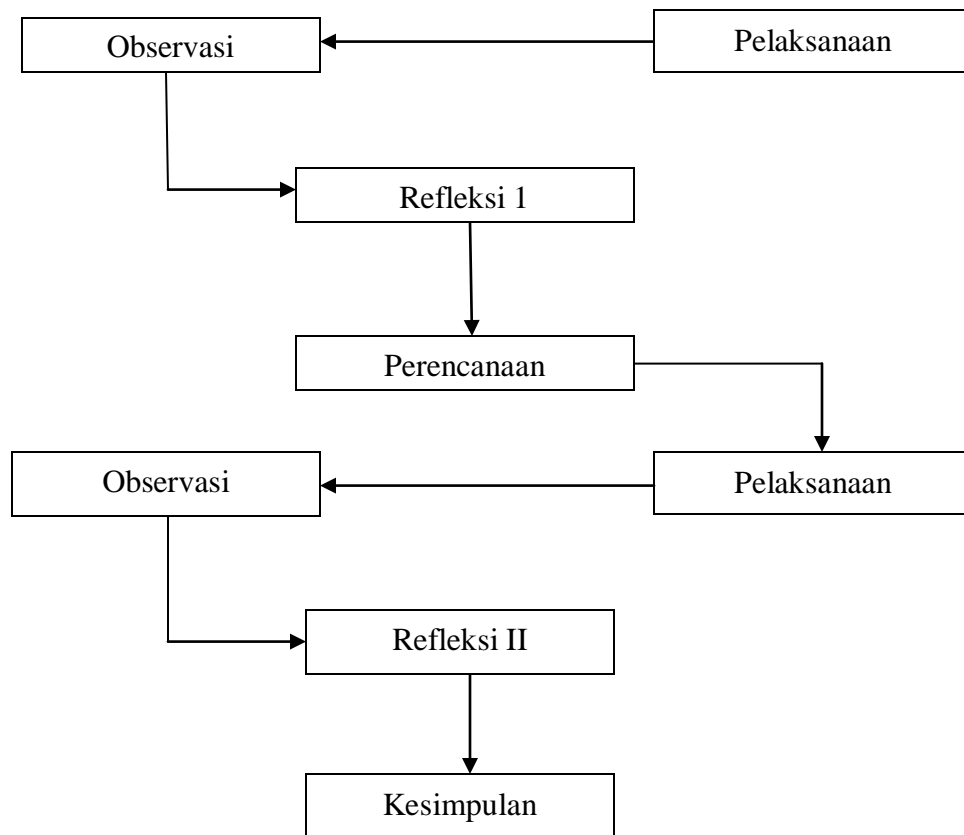 Observasi
Pelaksanaan
Refleksi 1
Perencanaan
Observasi
Pelaksanaan
Refleksi II
Kesimpulan